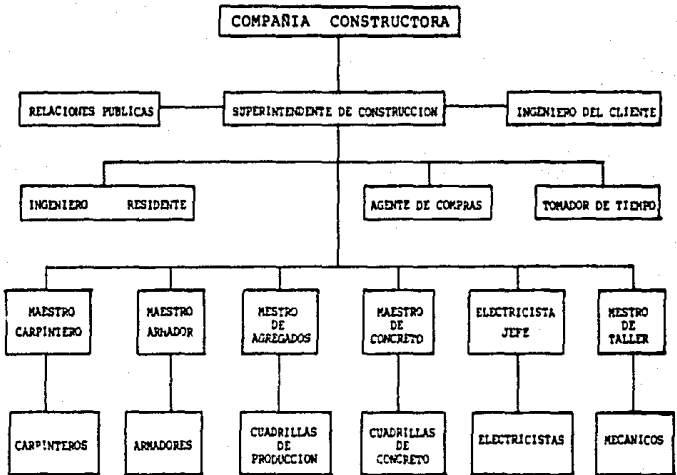 COMPAÑIA CONSTRUCTORA
RELACIONES PUBLICAS
SUPERINTENDENTE DE CONSTRUCCION
INGENIERO DEL CLIENTE
INGENIERO RESIDENTE
AGENTE DE COMPRAS
TOMADOR DE TIEMPO
MAESTRO
CARPINTERO
MAESTRO
ARMADOR
MESTRO
DE
AGREGADOS
MAESTRO
DE
CONCRETO
ELECTRICISTA
JEFE
MESTRO
DE
TALLER
CARPINTEROS
ARMADORES
CUADRILLAS
DE
PRODUCCION
CUADRILLAS
DE
CONCRETO
ELECTRICISTAS
MECANICOS